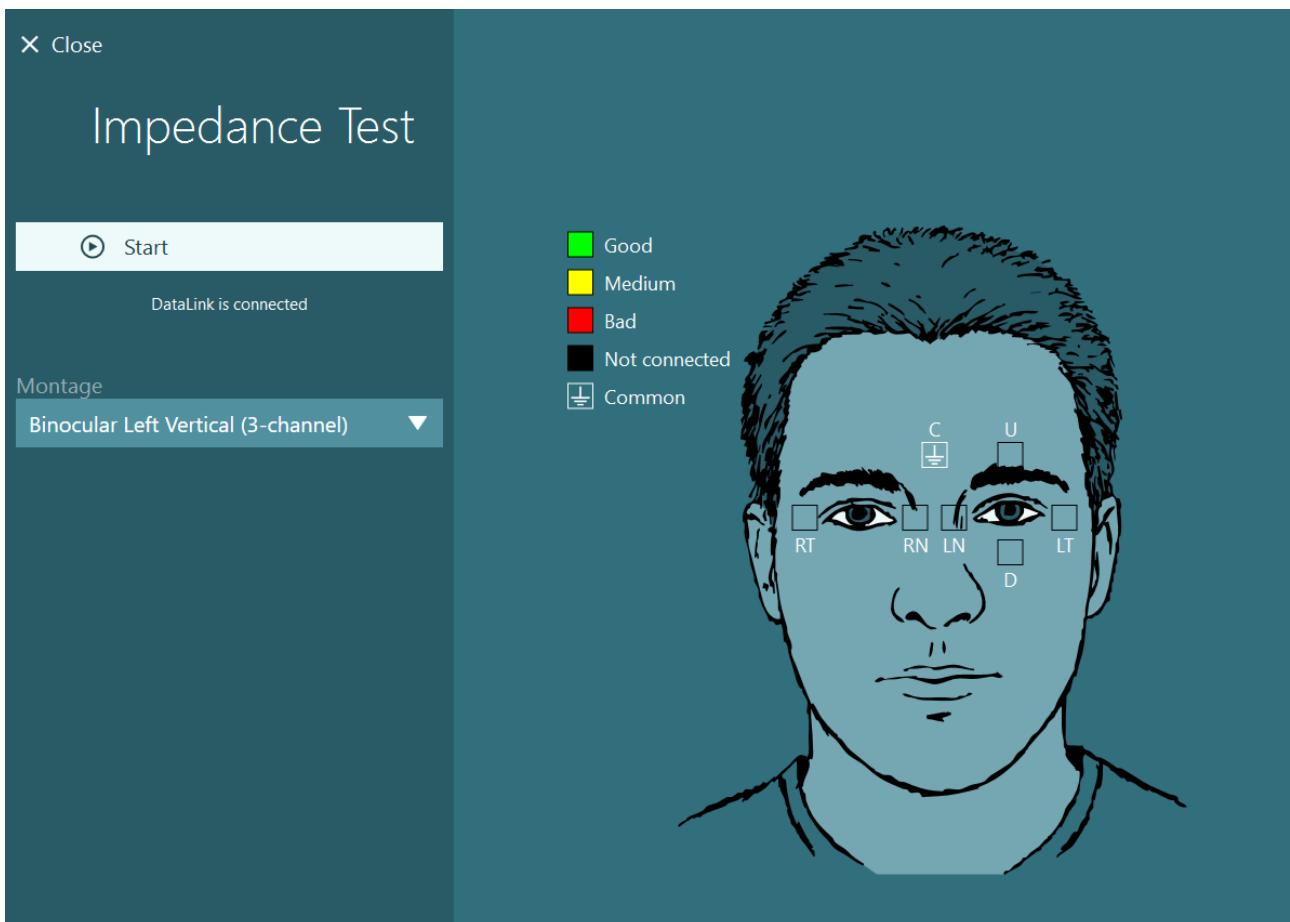 Close
Impedance Test
Start
DataLink is connected
Montage
Binocular Left Vertical (3-channel)
Good
Medium
Bad
Not connected
Common
C U
RT RN LN LT
D